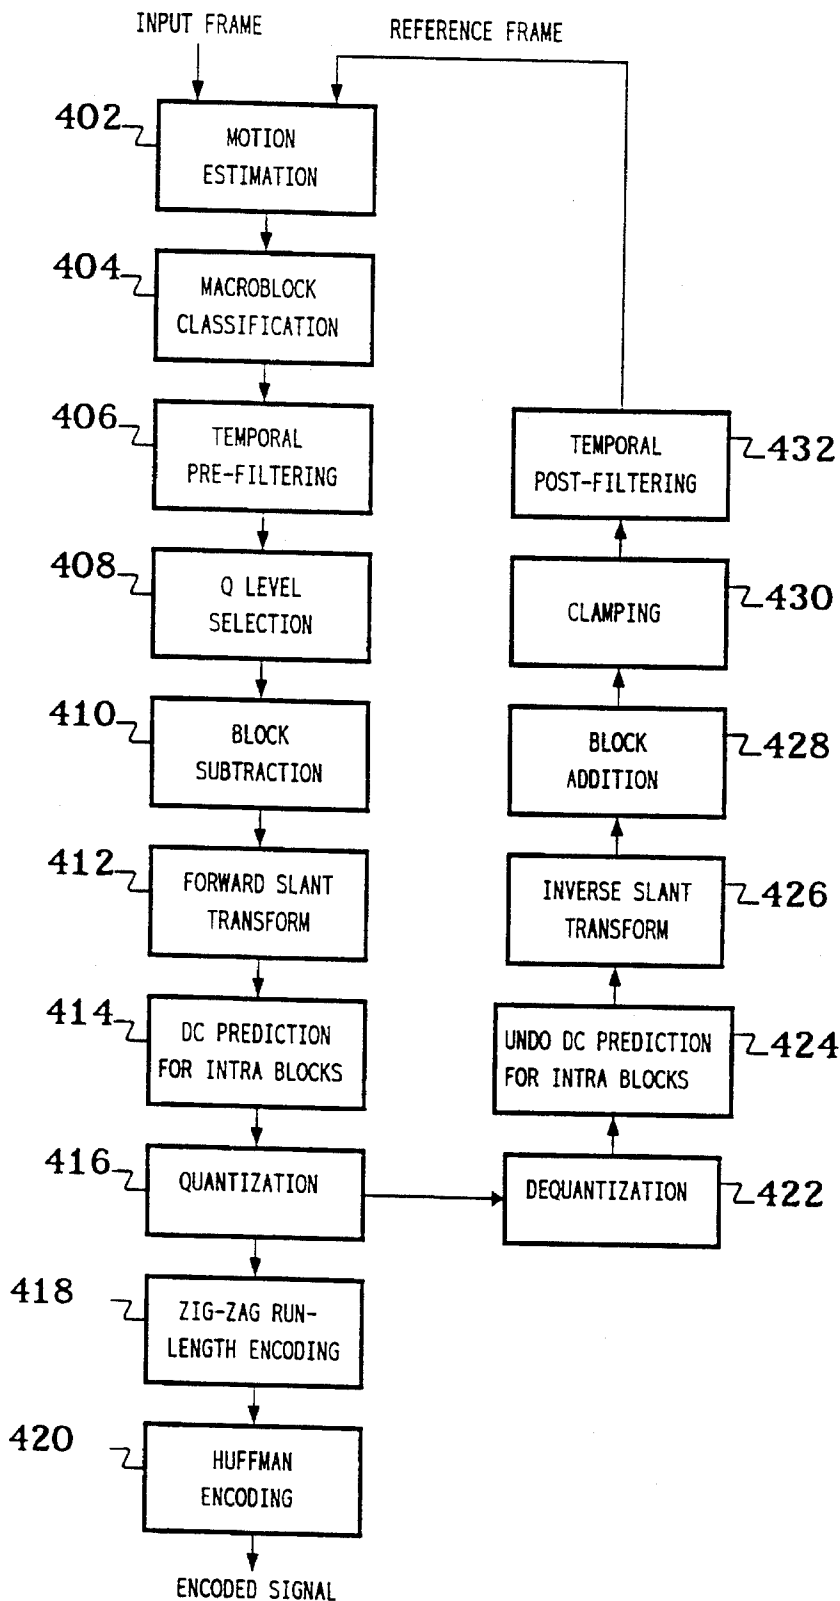 INPUT FRAME
REFERENCE FRAME
402
MOTION
ESTIMATION
404
MACROBLOCK
CLASSIFICATION
406
TEMPORAL
PRE-FILTERING
408
Q LEVEL
SELECTION
410
BLOCK
SUBTRACTION
412
FORWARD SLANT
TRANSFORM
414
DC PREDICTION
FOR INTRA BLOCKS
416
QUANTIZATION
418
ZIG-ZAG RUN-
LENGTH ENCODING
420
HUFFMAN
ENCODING
ENCODED SIGNAL
TEMPORAL
POST-FILTERING
432
CLAMPING
430
BLOCK
ADDITION
428
INVERSE SLANT
TRANSFORM
426
UNDO DC PREDICTION
FOR INTRA BLOCKS
424
DEQUANTIZATION
422